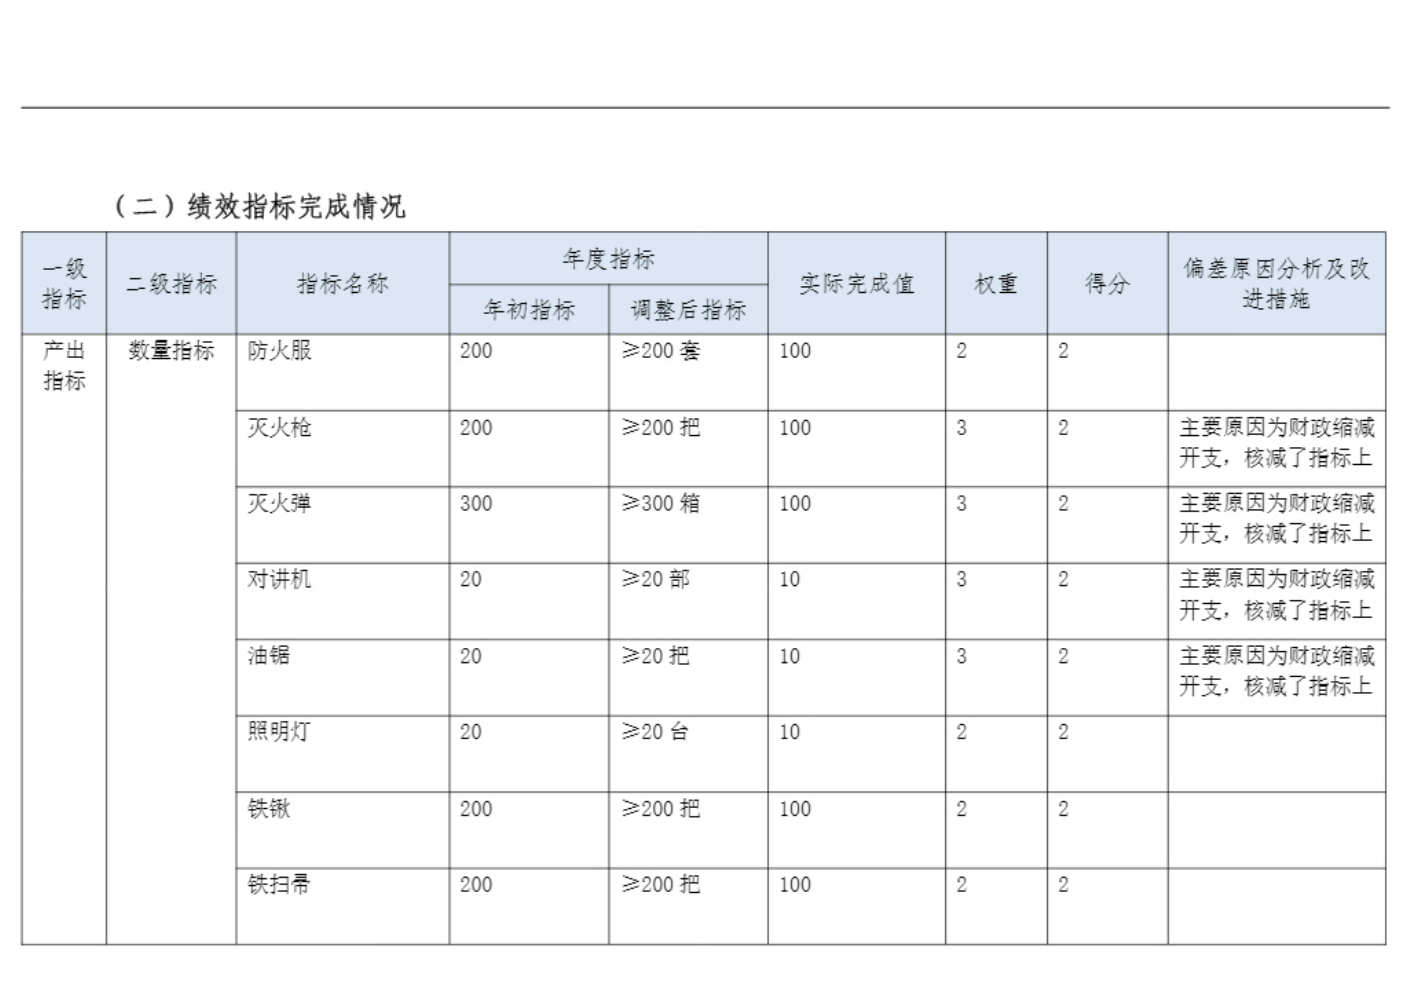 （二）绩效指标完成情况
一级指标 二级指标 指标名称 年度指标 实际完成值 权重 得分 偏差原因分析及改进措施
年初指标 调整后指标
产出指标 数量指标 防火服 200 ≥200 套 100 2 2
灭火枪 200 ≥200 把 100 3 2 主要原因为财政缩减开支，核减了指标上
灭火弹 300 ≥300 箱 100 3 2 主要原因为财政缩减开支，核减了指标上
对讲机 20 ≥20 部 10 3 2 主要原因为财政缩减开支，核减了指标上
油锯 20 ≥20 把 10 3 2 主要原因为财政缩减开支，核减了指标上
照明灯 20 ≥20 台 10 2 2
铁锹 200 ≥200 把 100 2 2
铁扫帚 200 ≥200 把 100 2 2